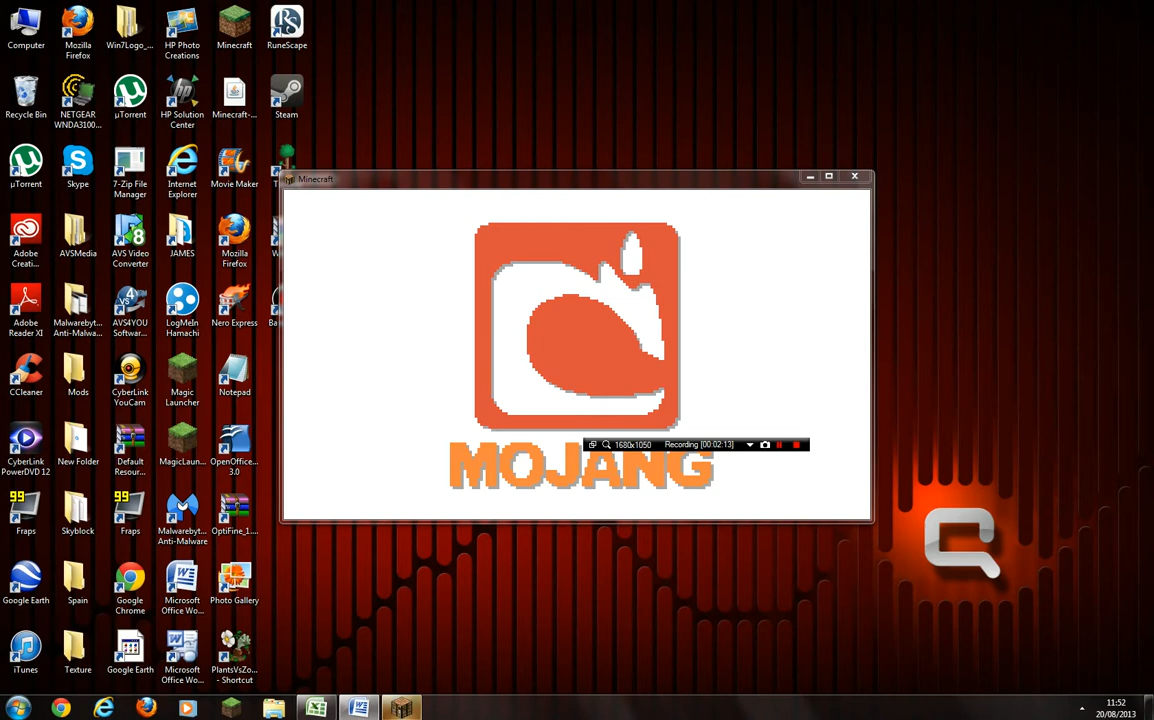 Computer
Mozilla
Firefox
Win7Logo_...
HP Photo
Creations
Minecraft
RuneScape
Recycle Bin
NETGEAR
WNDA3100...
µTorrent
HP Solution
Center
Minecraft-...
Steam
µTorrent
Skype
7-Zip File
Manager
Internet
Explorer
Movie Maker
Adobe
Creati...
AVSMedia
AVS Video
Converter
JAMES
Mozilla
Firefox
Adobe
Reader XI
Malwarebyt...
Anti-Malwa...
AVS4YOU
Softwar...
LogMeIn
Hamachi
Nero Express
CCleaner
Mods
CyberLink
YouCam
Magic
Launcher
Notepad
CyberLink
PowerDVD 12
New Folder
Default
Resour...
MagicLaun...
OpenOffice...
3.0
99
Fraps
Skyblock
99
Fraps
Malwarebyt...
Anti-Malware
OptiFine_1....
Google Earth
Spain
Google
Chrome
Microsoft
Office Wo...
Photo Gallery
iTunes
Texture
Google Earth
Microsoft
Office Wo...
PlantsVsZo...
- Shortcut
Minecraft
1680x1050 Recording [00:02:13]
MOJANG
11:52
20/08/2013